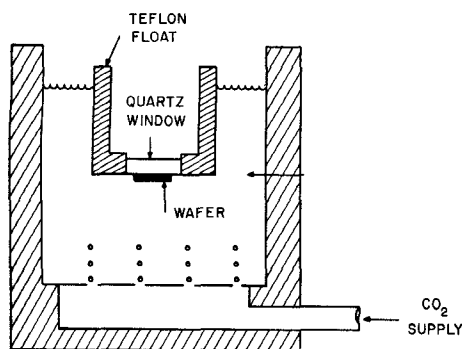 TEFLON
FLOAT
QUARTZ
WINDOW
WAFER
CO₂
SUPPLY